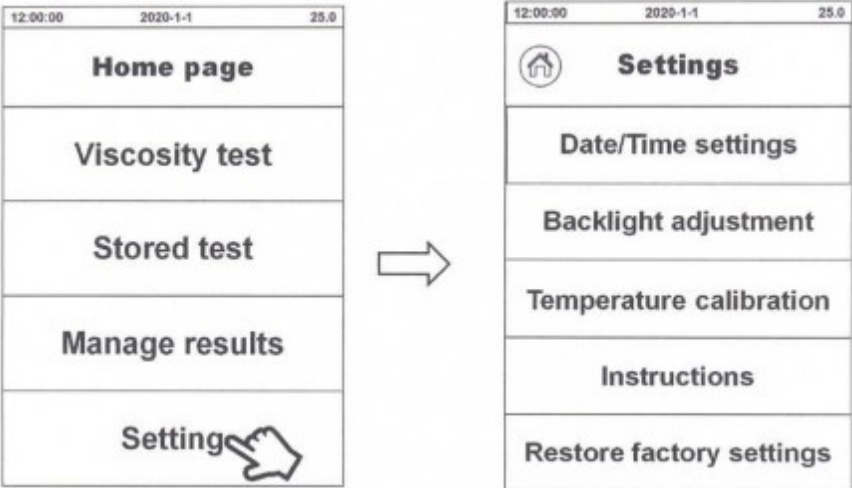 12:00:00 2020-1-1 25.0
Home page
Viscosity test
Stored test
Manage results
Setting
12:00:00 2020-1-1 25.0
Settings
Date/Time settings
Backlight adjustment
Temperature calibration
Instructions
Restore factory settings